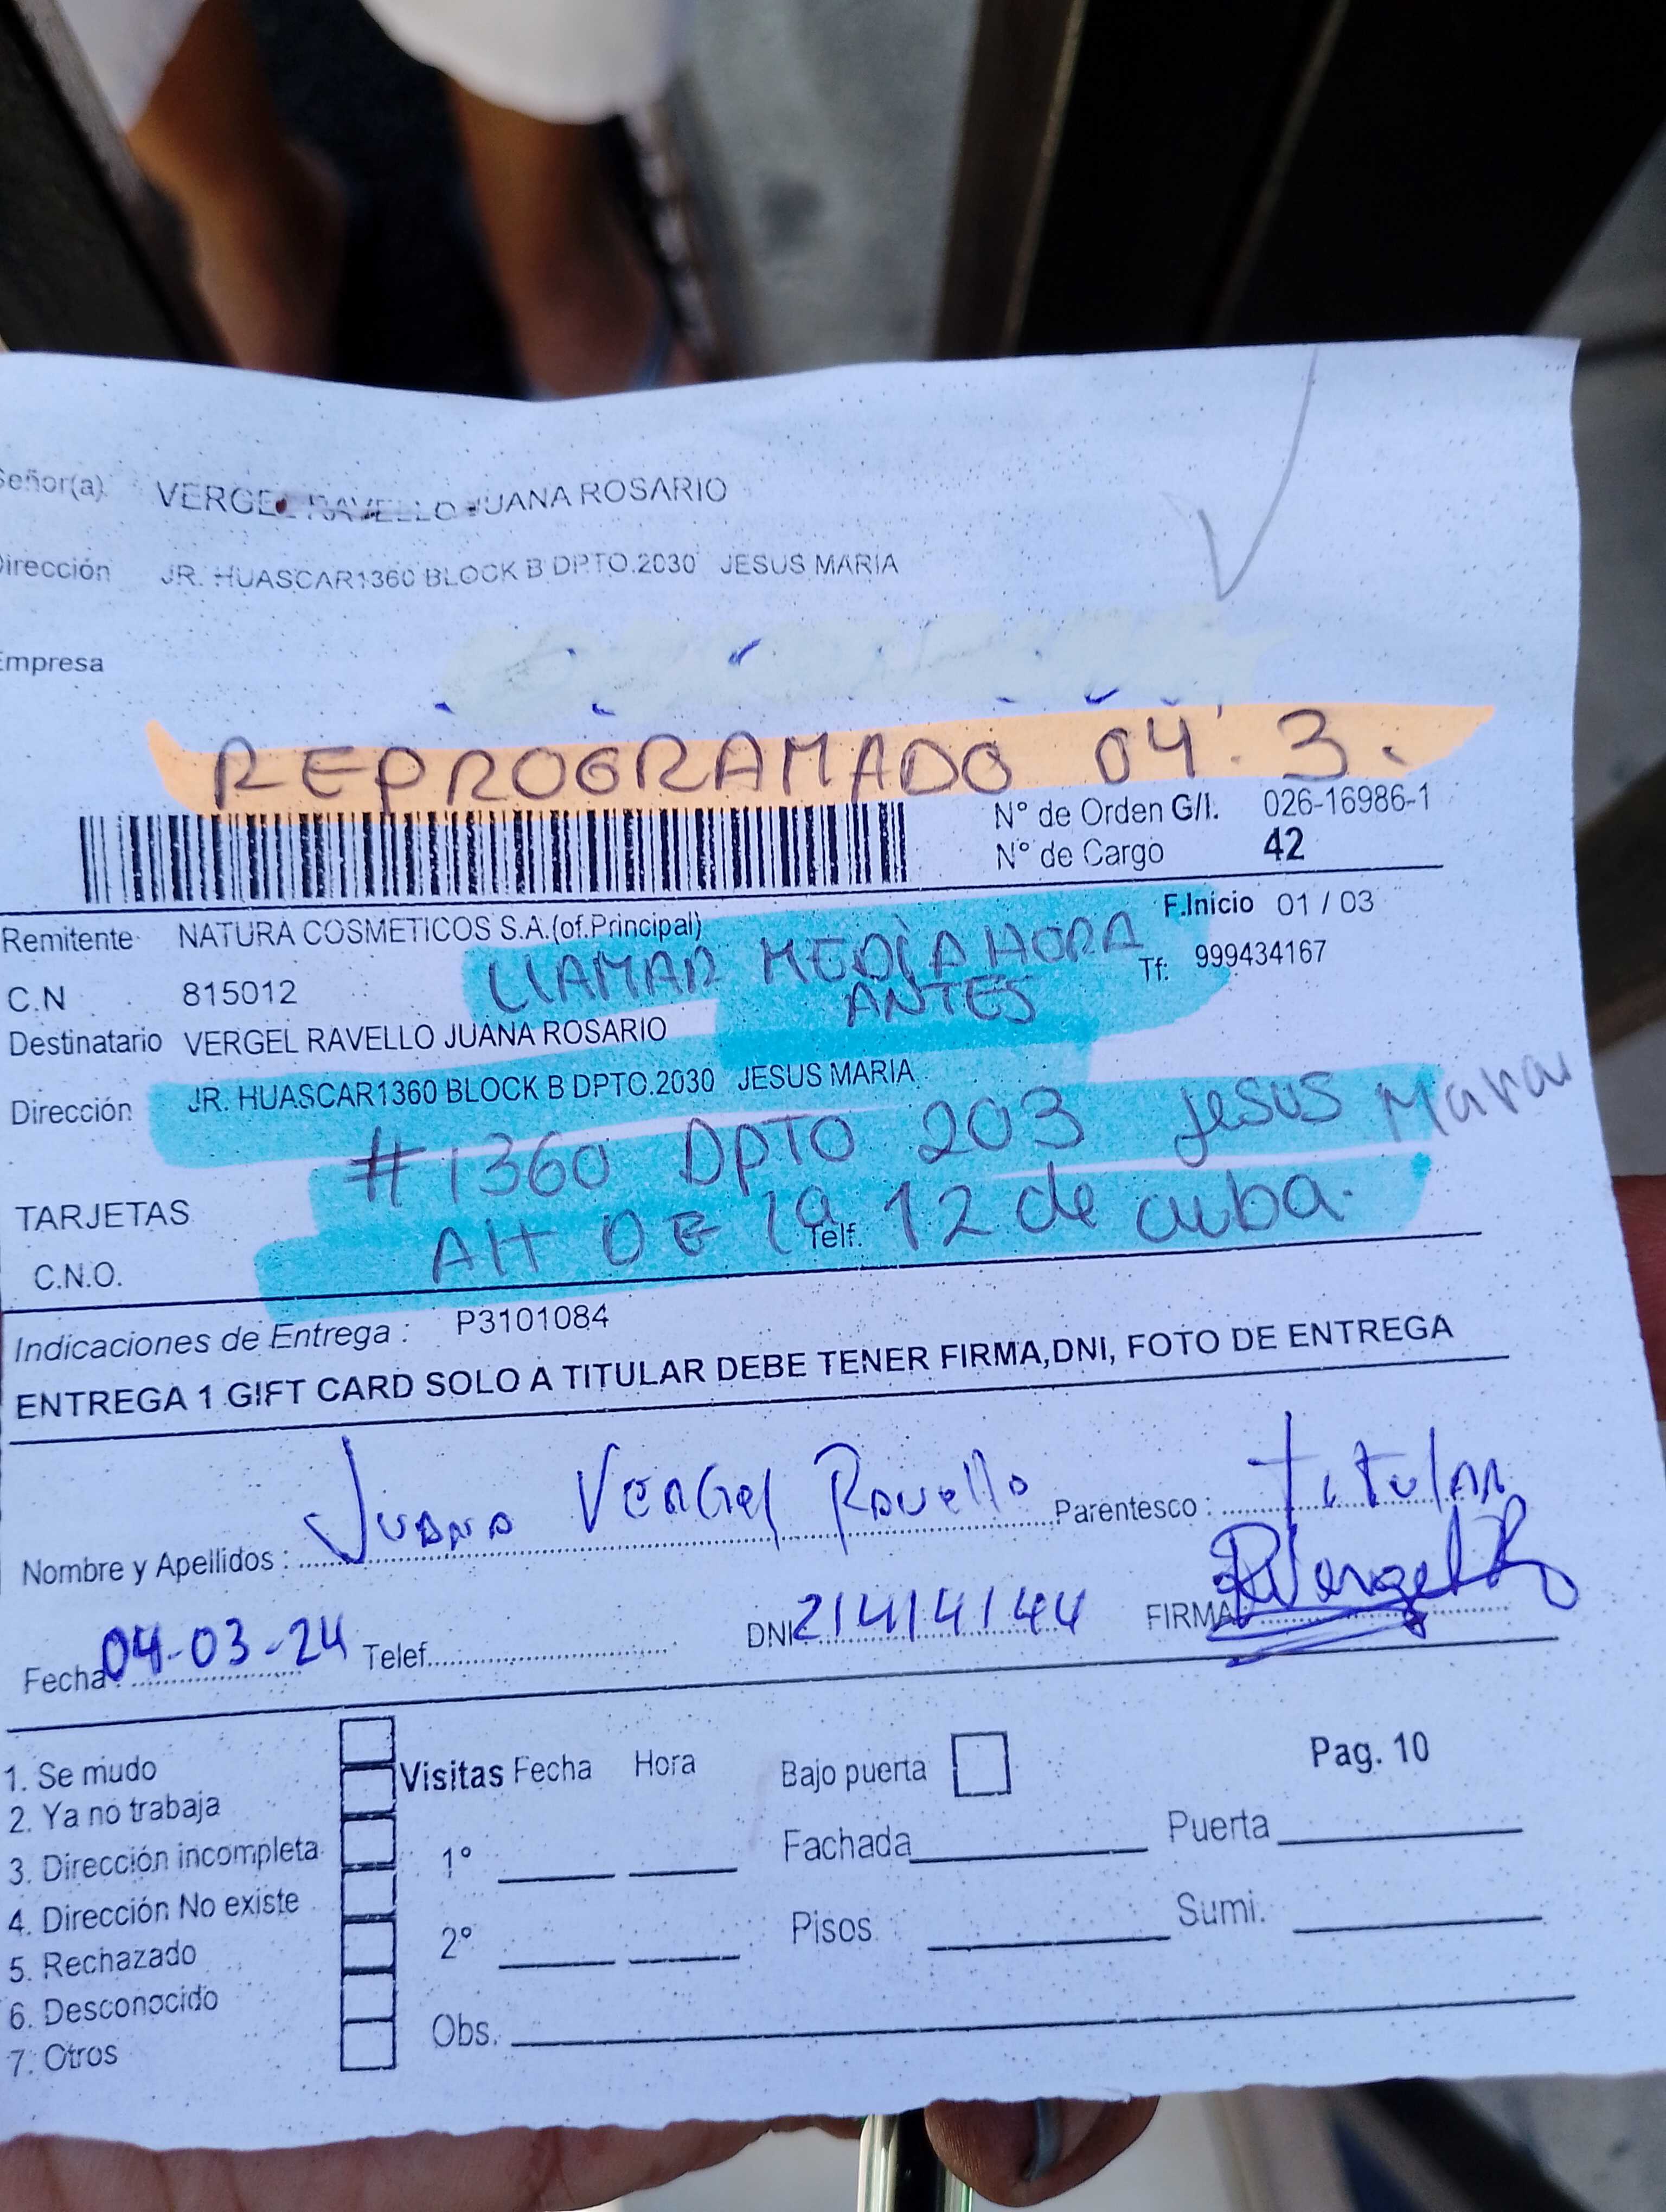 Señor(a). VERGEL RAVELLO JUANA ROSARIO
Dirección JR. HUASCAR1360 BLOCK B DPTO.2030 JESUS MARIA
Empresa
REPROGRAMADO 04.3.
N° de Orden G/I. 026-16986-1
N° de Cargo 42
Remitente NATURA COSMETICOS S.A.(of.Principal) F.Inicio 01 / 03
C.N 815012 LLAMAR MEDIA HORA Tf: 999434167
ANTES
Destinatario VERGEL RAVELLO JUANA ROSARIO
Dirección JR. HUASCAR1360 BLOCK B DPTO.2030 JESUS MARIA
#1360 DPTO 203 Jesus Maria
TARJETAS
Alt DE la 12 de cuba.
Telf.
C.N.O.
Indicaciones de Entrega : P3101084
ENTREGA 1 GIFT CARD SOLO A TITULAR DEBE TENER FIRMA,DNI, FOTO DE ENTREGA
Nombre y Apellidos : Juana Vergel Ravello Parentesco : titular
Fecha : 04-03-24 Telef. DNI 21414144 FIRMA
1. Se mudo
2. Ya no trabaja
3. Dirección incompleta
4. Dirección No existe
5. Rechazado
6. Desconocido
7. Otros
Visitas Fecha Hora Bajo puerta Pag. 10
1° Fachada Puerta
2° Pisos Sumi.
Obs.